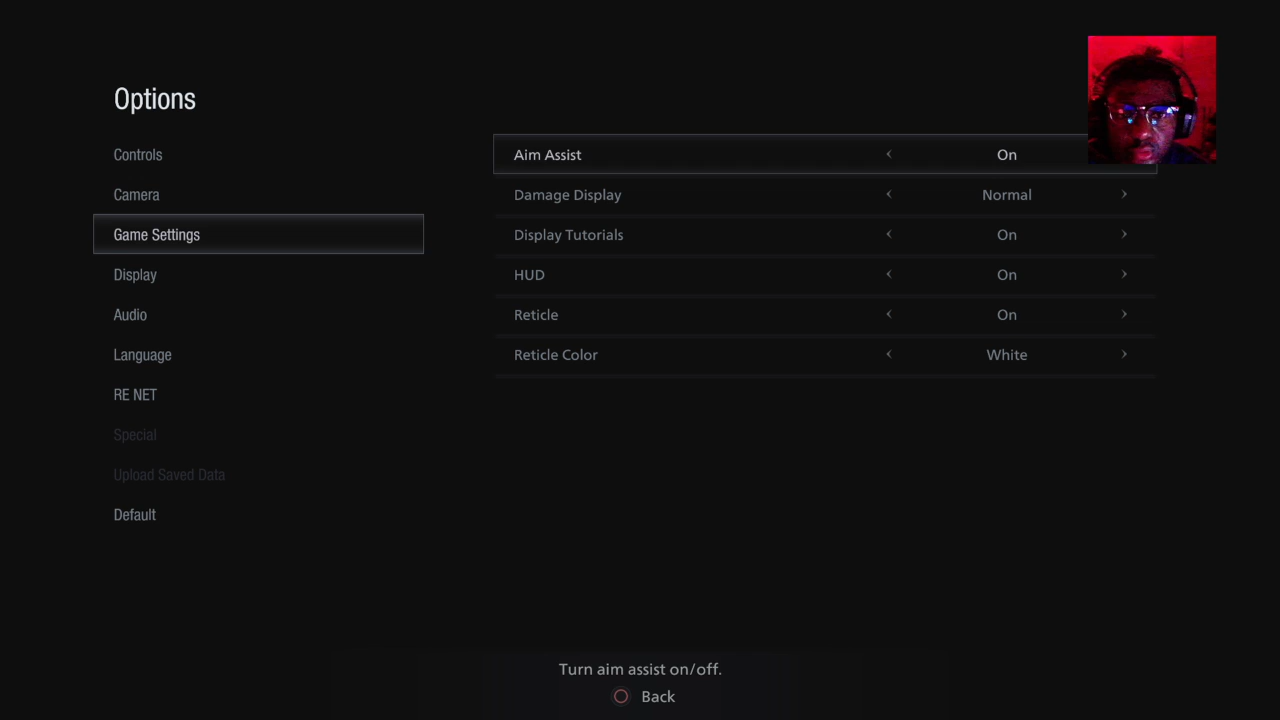 Options
Controls
Camera
Game Settings
Display
Audio
Language
RE NET
Special
Upload Saved Data
Default
Aim Assist On
Damage Display Normal
Display Tutorials On
HUD On
Reticle On
Reticle Color White
Turn aim assist on/off.
Back